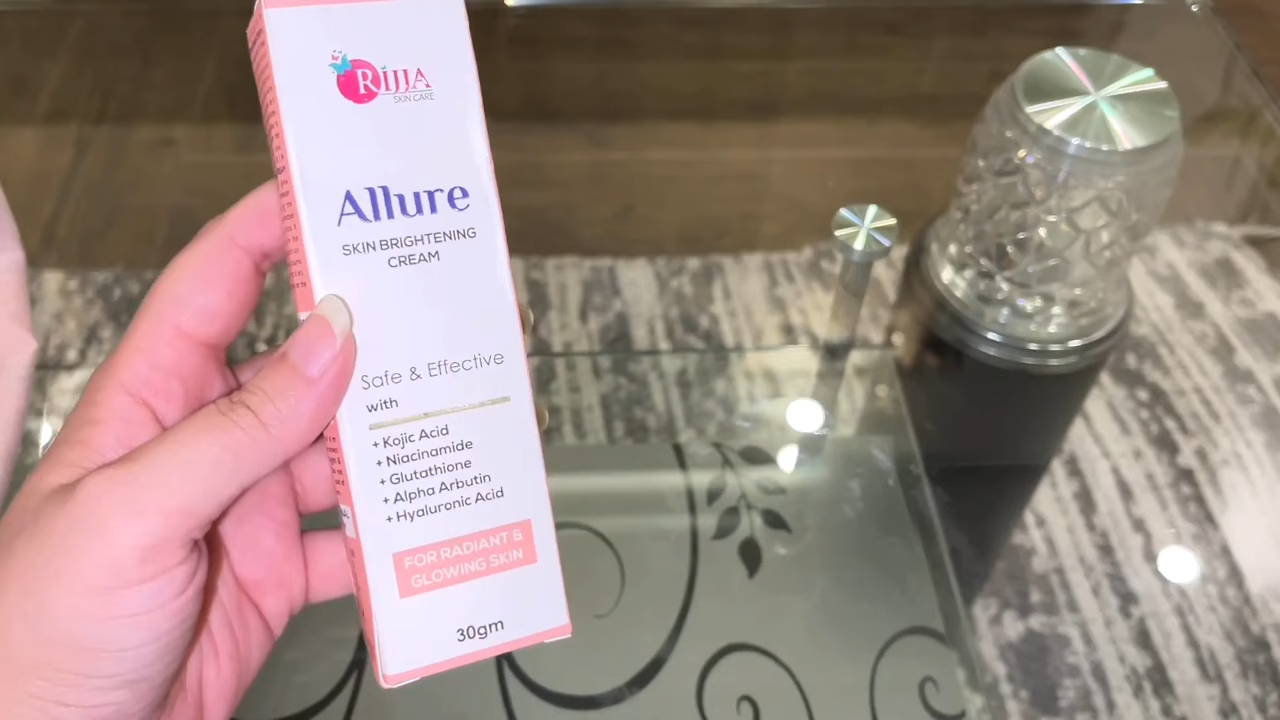 RIJJA
SKIN CARE
Allure
SKIN BRIGHTENING
CREAM
Safe & Effective
with
+ Kojic Acid
+ Niacinamide
+ Glutathione
+ Alpha Arbutin
+ Hyaluronic Acid
FOR RADIANT &
GLOWING SKIN
30gm